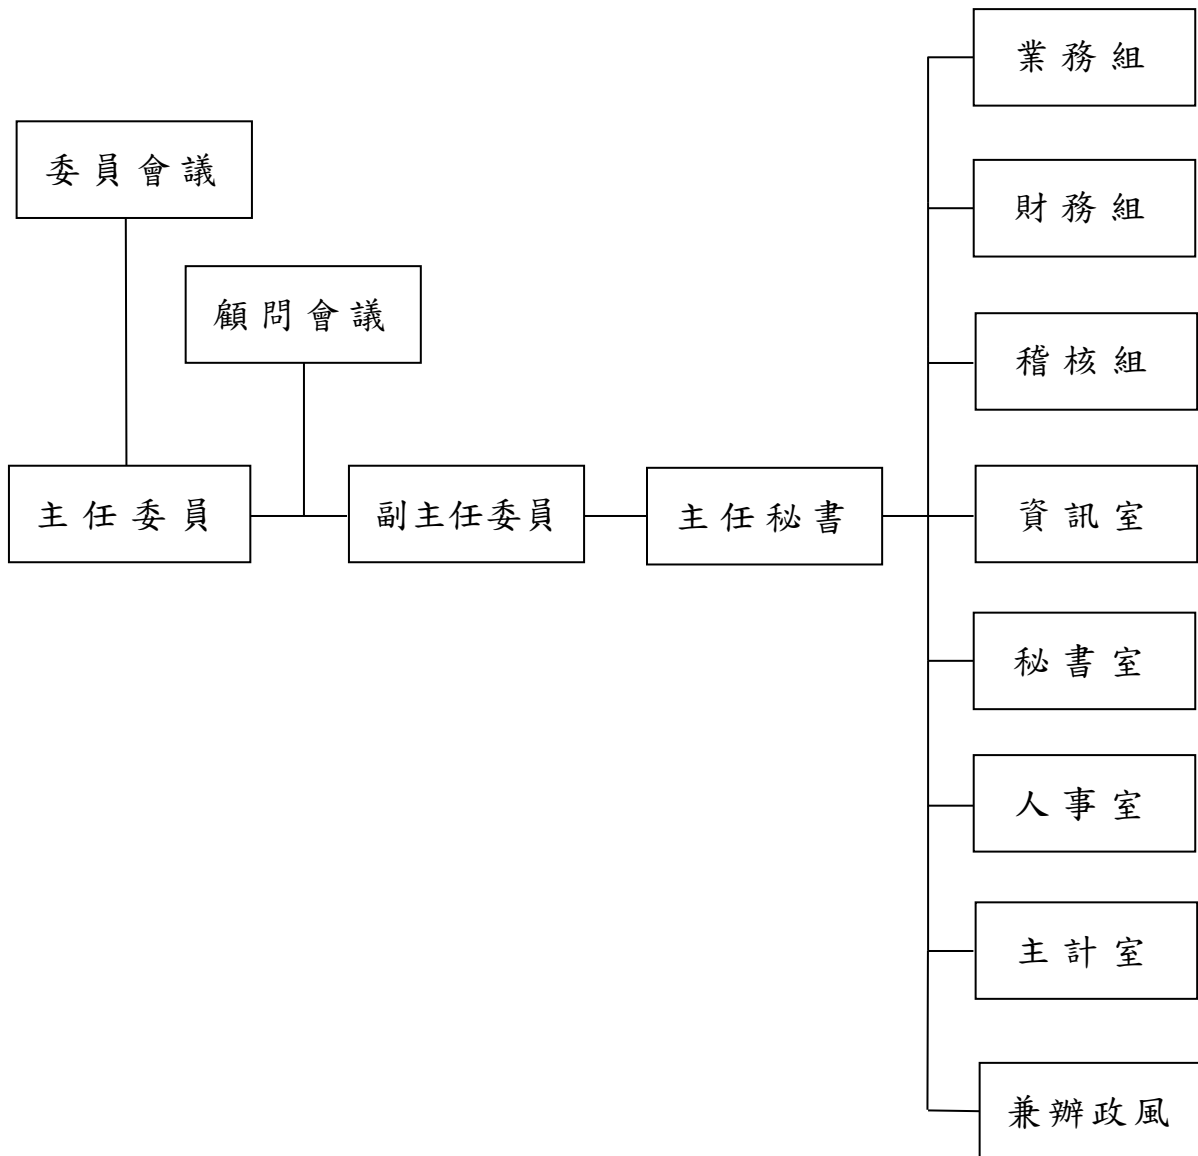 業務組
委員會議
財務組
顧問會議
稽核組
主任委員
副主任委員
主任秘書
資訊室
秘書室
人事室
主計室
兼辦政風